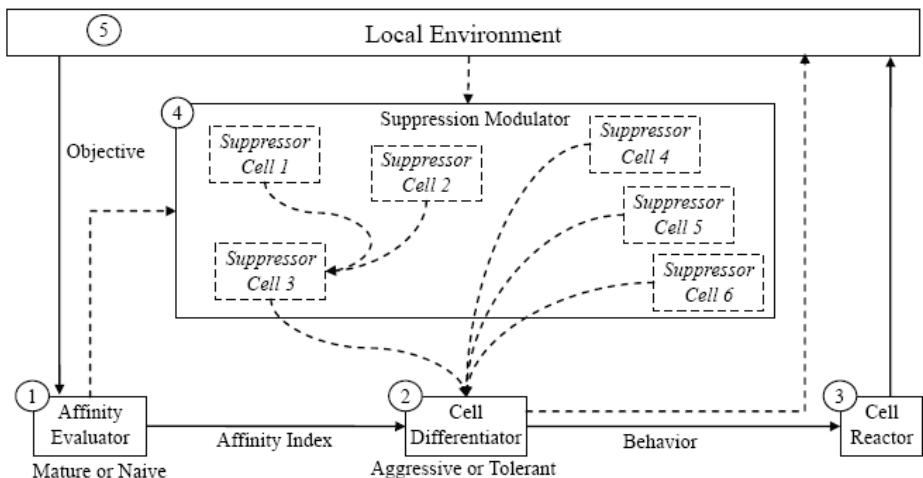 5
Local Environment
4
Suppression Modulator
Objective
Suppressor
Cell 1
Suppressor
Cell 2
Suppressor
Cell 4
Suppressor
Cell 5
Suppressor
Cell 3
Suppressor
Cell 6
1
Affinity
Evaluator
Mature or Naive
Affinity Index
2
Cell
Differentiator
Aggressive or Tolerant
Behavior
3
Cell
Reactor